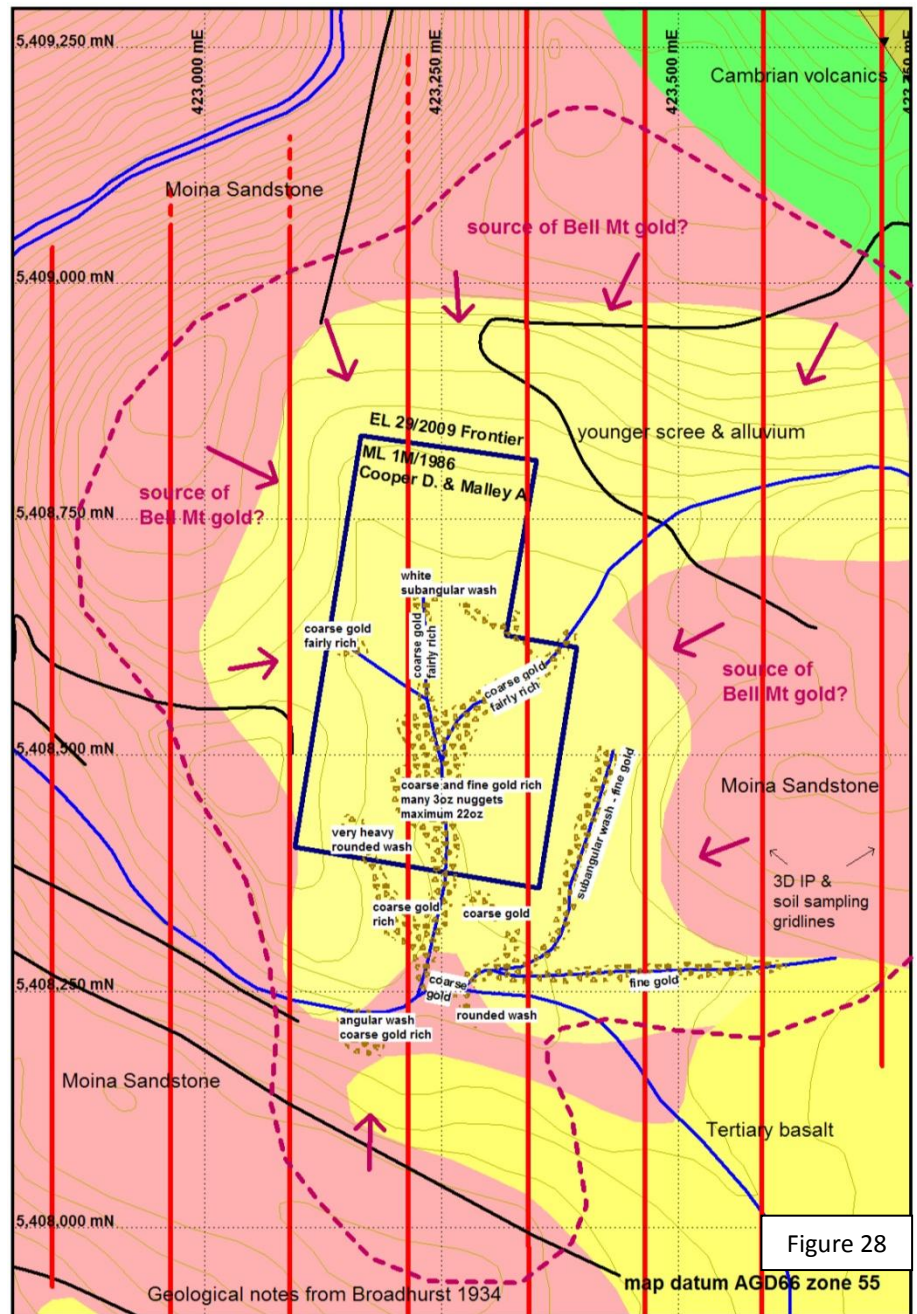 5,409,250 mN
423,000 mE
423,250 mE
423,500 mE
423,750 mE
Cambrian volcanics
Moina Sandstone
source of Bell Mt gold?
5,409,000 mN
EL 29/2009 Frontier
ML 1M/1986
Cooper D. & Malley A
younger scree & alluvium
source of
Bell Mt gold?
5,408,750 mN
white
subangular wash
coarse gold
fairly rich
coarse gold
fairly rich
coarse gold
fairly rich
source of
Bell Mt gold?
5,408,500 mN
coarse and fine gold rich
many 3oz nuggets
maximum 22oz
subangular wash - fine gold
Moina Sandstone
very heavy
rounded wash
3D IP &
soil sampling
gridlines
coarse gold
rich
coarse gold
5,408,250 mN
coarse
gold
fine gold
rounded wash
angular wash
coarse gold rich
Moina Sandstone
Tertiary basalt
5,408,000 mN
Figure 28
map datum AGD66 zone 55
Geological notes from Broadhurst 1934